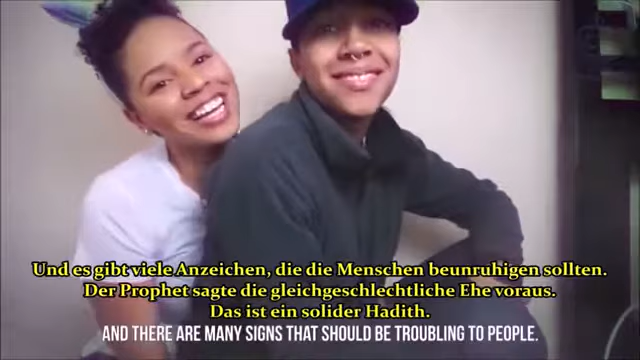 Und es gibt viele Anzeichen, die die Menschen beunruhigen sollten.
Der Prophet sagte die gleichgeschlechtliche Ehe voraus.
Das ist ein solider Hadith.
AND THERE ARE MANY SIGNS THAT SHOULD BE TROUBLING TO PEOPLE.